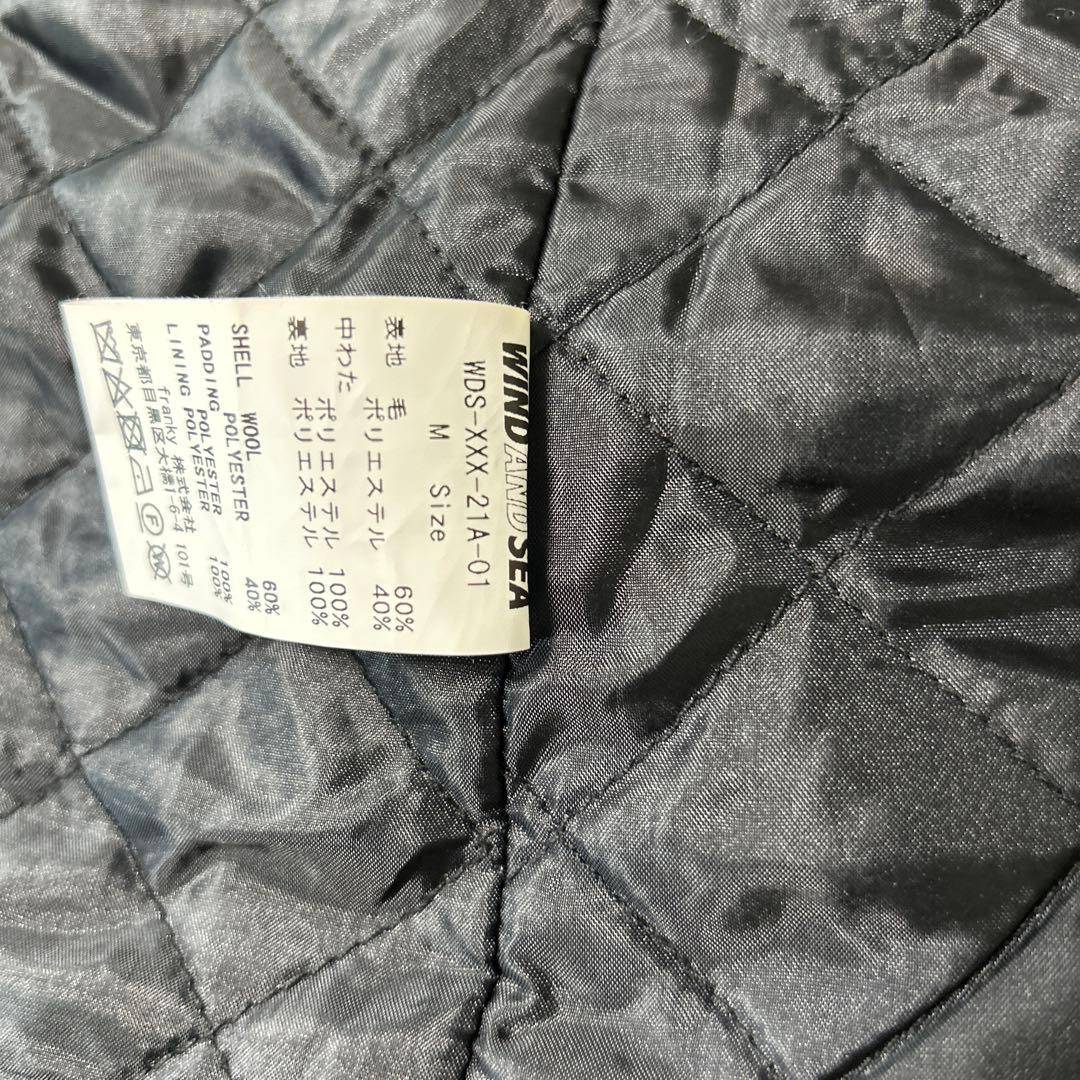 WIND AND SEA
WDS-XXX-21A-01
M Size
表地 毛 60%
ポリエステル 40%
中わた ポリエステル 100%
裏地 ポリエステル 100%
SHELL WOOL 60%
POLYESTER 40%
PADDING POLYESTER 100%
LINING POLYESTER 100%
franky 株式会社
東京都目黒区大橋1-6-4 101号
F
W